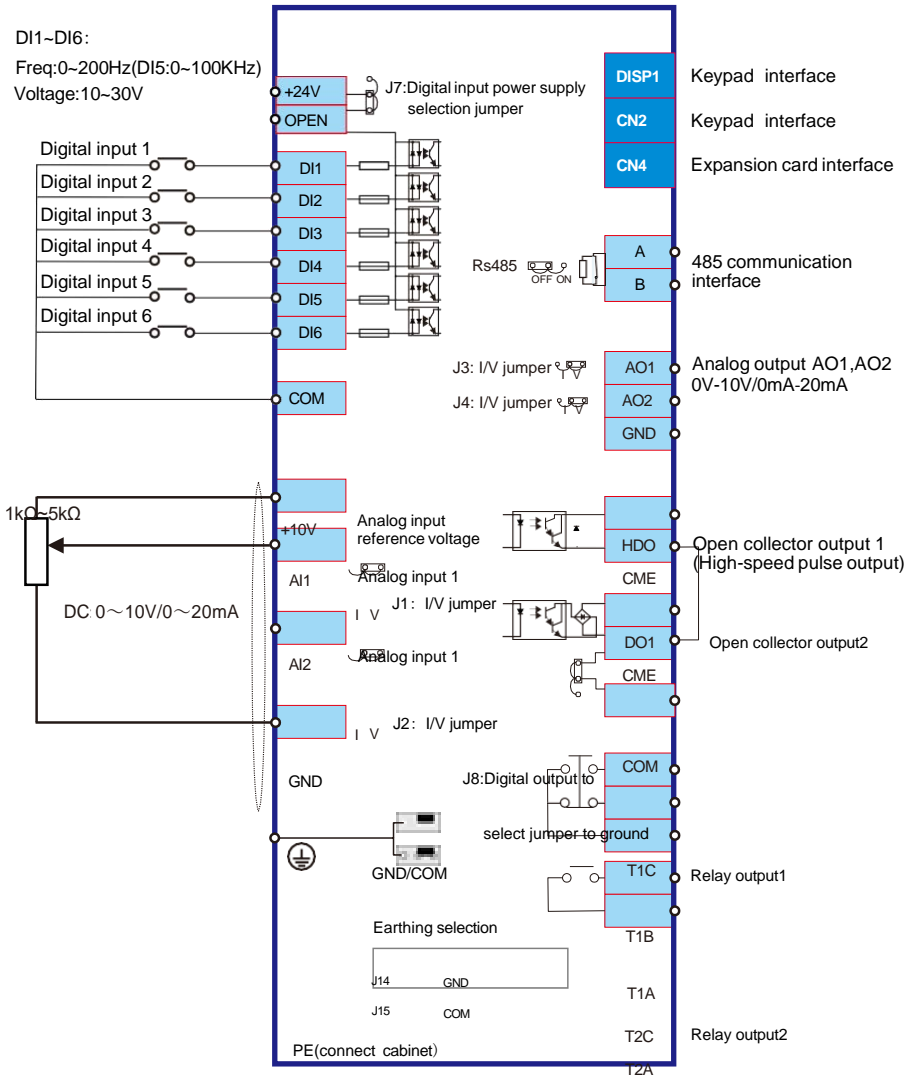 DI1~DI6:
Freq:0~200Hz(DI5:0~100KHz)
Voltage:10~30V
+24V
OPEN
J7:Digital input power supply
selection jumper
Digital input 1
DI1
Digital input 2
DI2
Digital input 3
DI3
Digital input 4
DI4
Digital input 5
DI5
Digital input 6
DI6
COM
DISP1
Keypad interface
CN2
Keypad interface
CN4
Expansion card interface
Rs485
OFF ON
A
B
485 communication
interface
J3: I/V jumper
I V
AO1
Analog output AO1,AO2
0V-10V/0mA-20mA
J4: I/V jumper
I V
AO2
GND
1kΩ~5kΩ
+10V
Analog input
reference voltage
AI1
Analog input 1
DC 0~10V/0~20mA
I V
J1: I/V jumper
AI2
Analog input 1
I V
J2: I/V jumper
GND
HDO
Open collector output 1
(High-speed pulse output)
CME
DO1
Open collector output2
CME
COM
J8:Digital output to
select jumper to ground
GND/COM
T1C
Relay output1
T1B
Earthing selection
J14
GND
T1A
J15
COM
T2C
Relay output2
PE(connect cabinet)
T2A